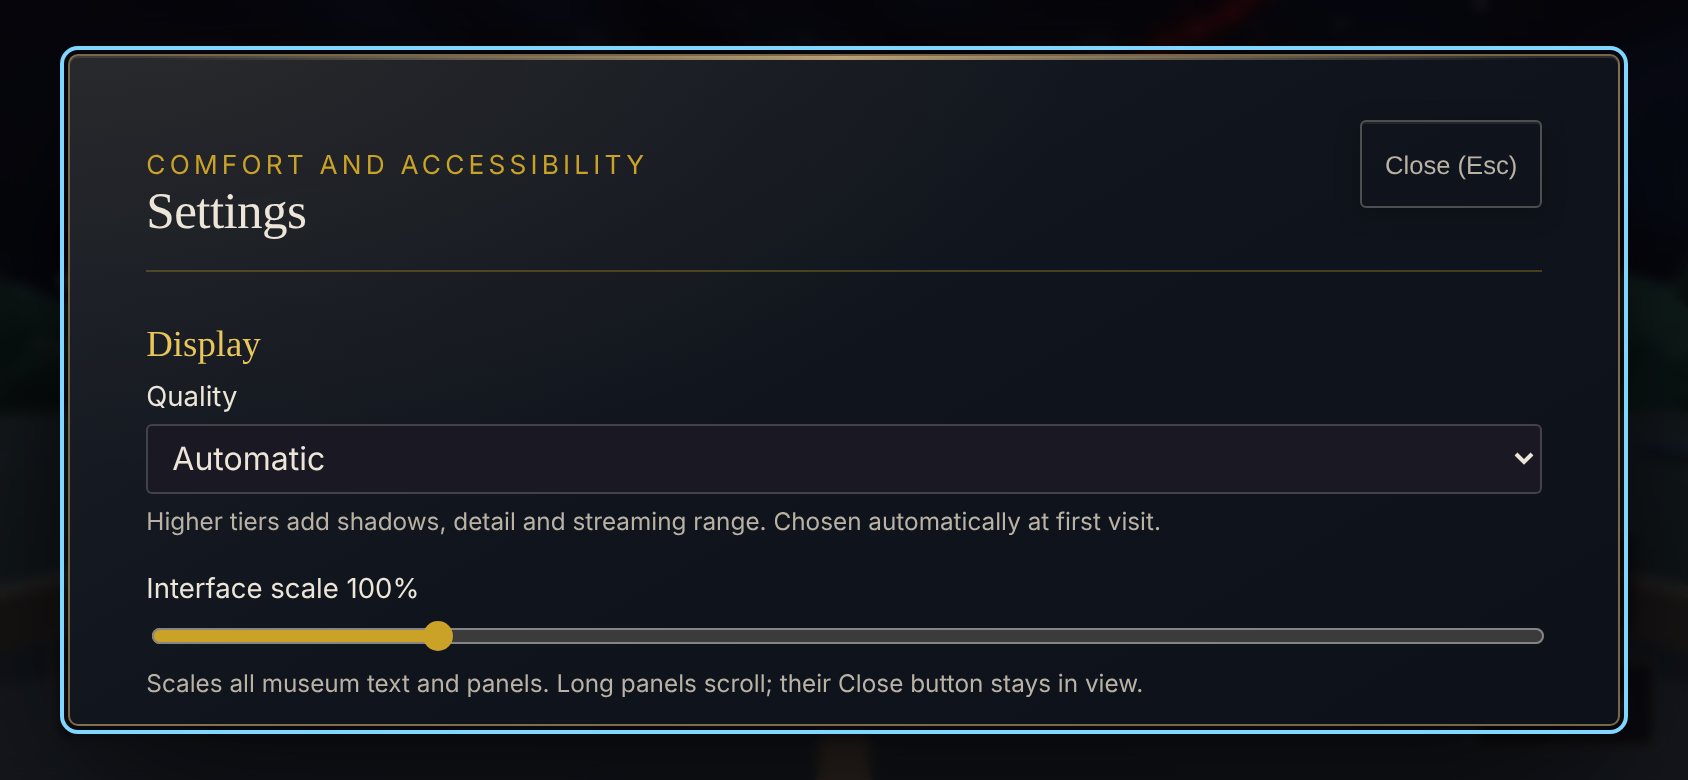 COMFORT AND ACCESSIBILITY
Settings
Close (Esc)
Display
Quality
Automatic
Higher tiers add shadows, detail and streaming range. Chosen automatically at first visit.
Interface scale 100%
Scales all museum text and panels. Long panels scroll; their Close button stays in view.